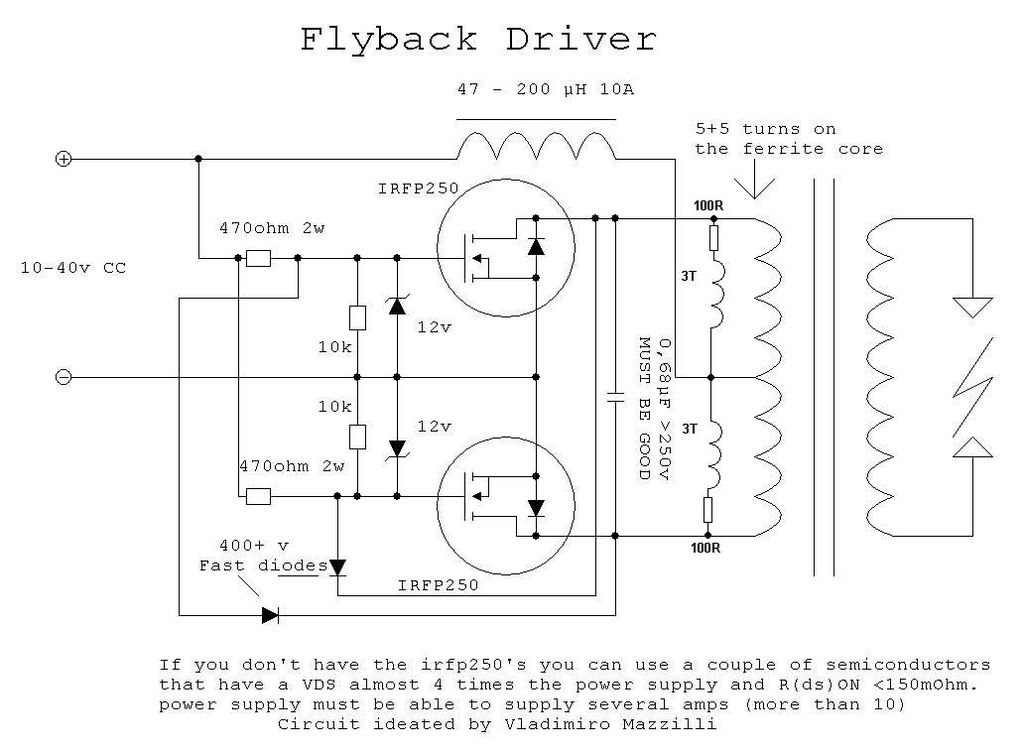 Flyback Driver
47 - 200 µH 10A
5+5 turns on
the ferrite core
IRFP250
100R
470ohm 2w
10-40v CC
3T
12v
10k
0,68µF >250v
MUST BE GOOD
10k
12v
3T
470ohm 2w
400+ v
Fast diodes
100R
IRFP250
If you don't have the irfp250's you can use a couple of semiconductors
that have a VDS almost 4 times the power supply and R(ds)ON <150mOhm.
power supply must be able to supply several amps (more than 10)
Circuit ideated by Vladimiro Mazzilli